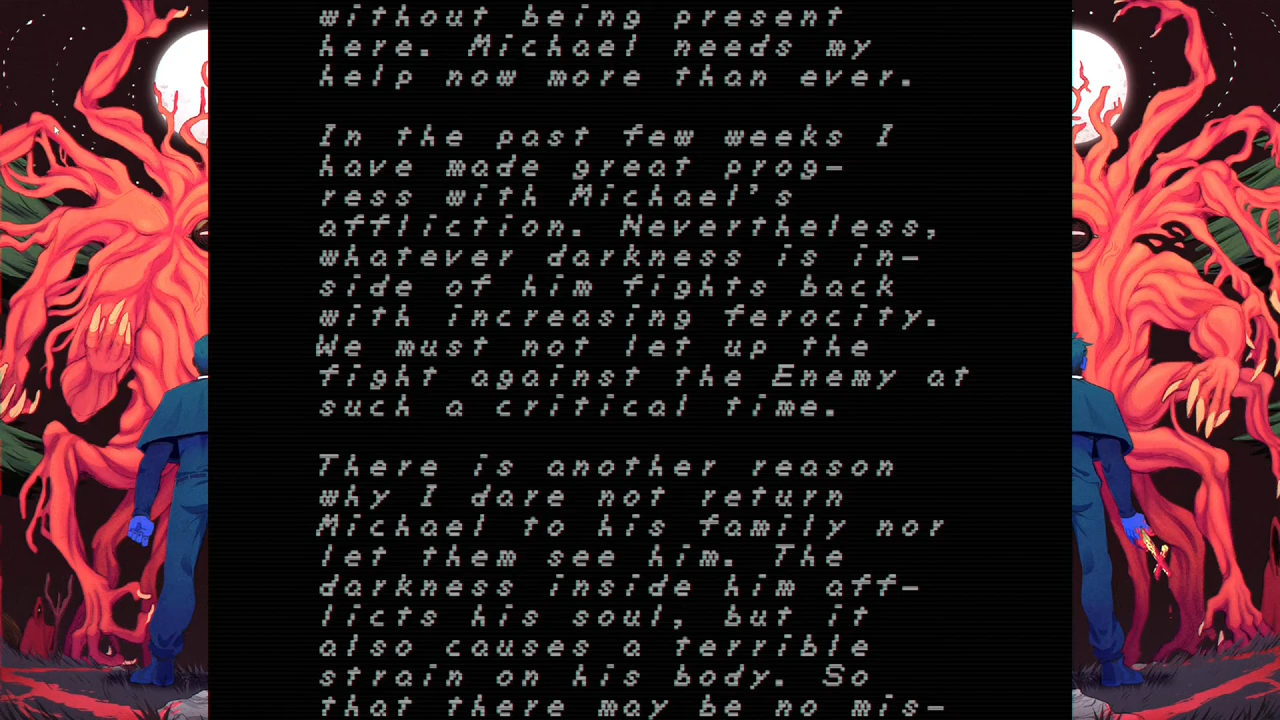 without being present
here. Michael needs my
help now more than ever.
In the past few weeks I
have made great prog-
ress with Michael's
affliction. Nevertheless,
whatever darkness is in-
side of him fights back
with increasing ferocity.
We must not let up the
fight against the Enemy at
such a critical time.
There is another reason
why I dare not return
Michael to his family nor
let them see him. The
darkness inside him aff-
licts his soul, but it
also causes a terrible
strain on his body. So
that there may be no mis-